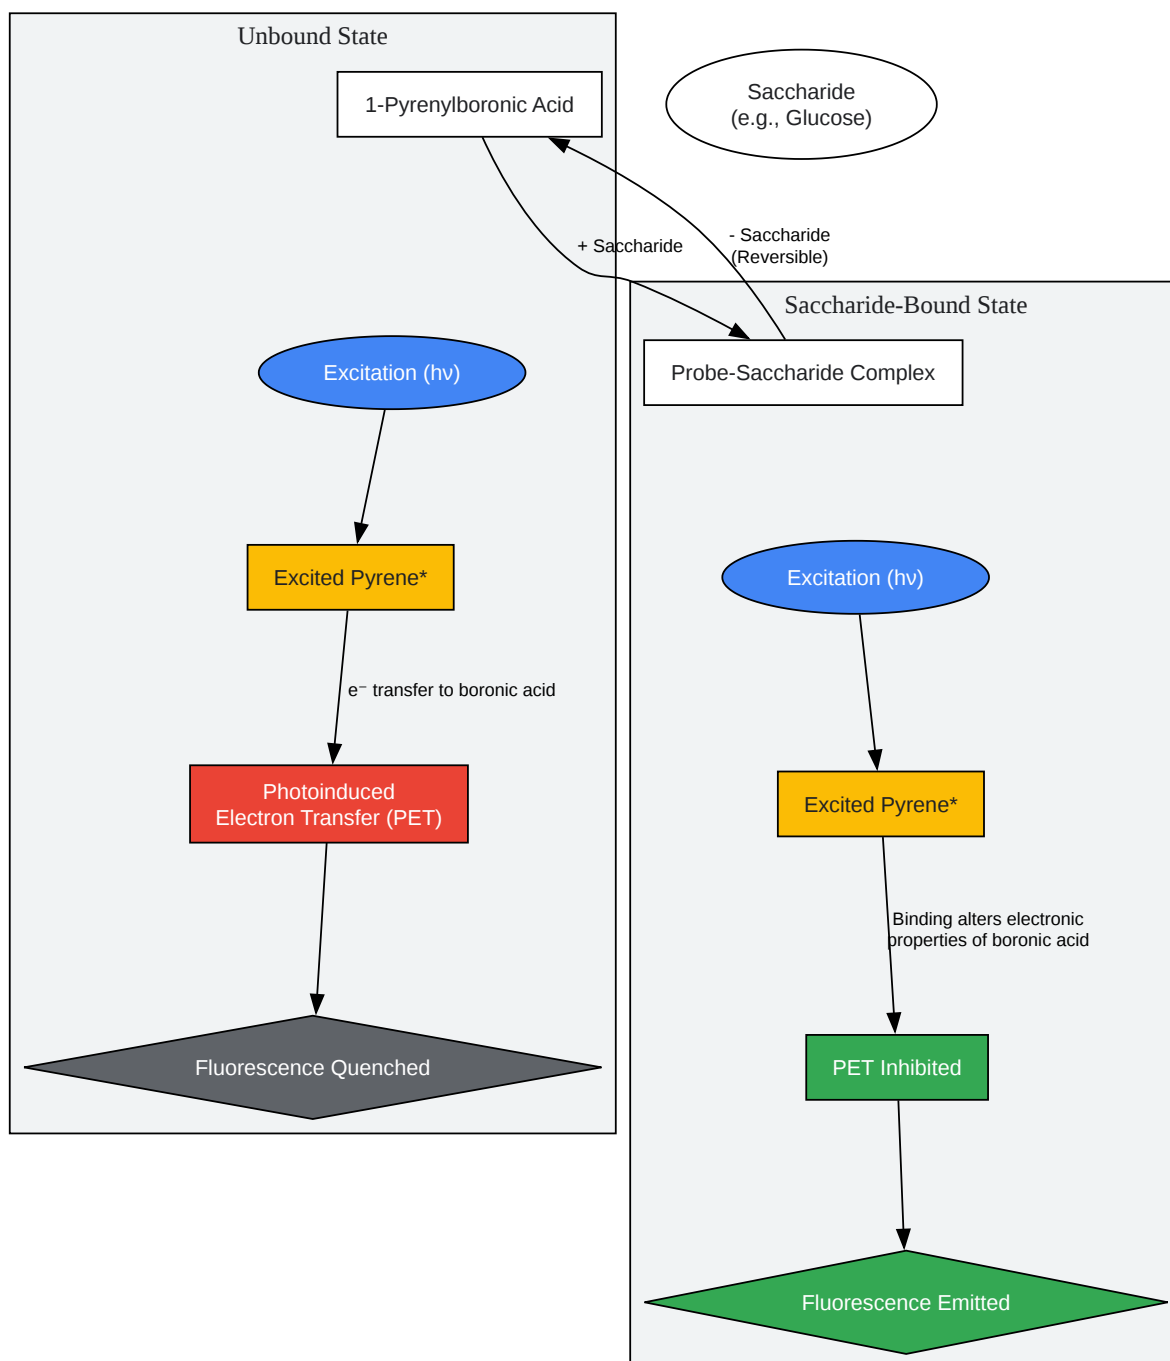 Unbound State
1-Pyrenylboronic Acid
Saccharide
(e.g., Glucose)
+ Saccharide
- Saccharide
(Reversible)
Saccharide-Bound State
Probe-Saccharide Complex
Excitation (hν)
Excited Pyrene*
e⁻ transfer to boronic acid
Photoinduced
Electron Transfer (PET)
Fluorescence Quenched
Excitation (hν)
Excited Pyrene*
Binding alters electronic
properties of boronic acid
PET Inhibited
Fluorescence Emitted